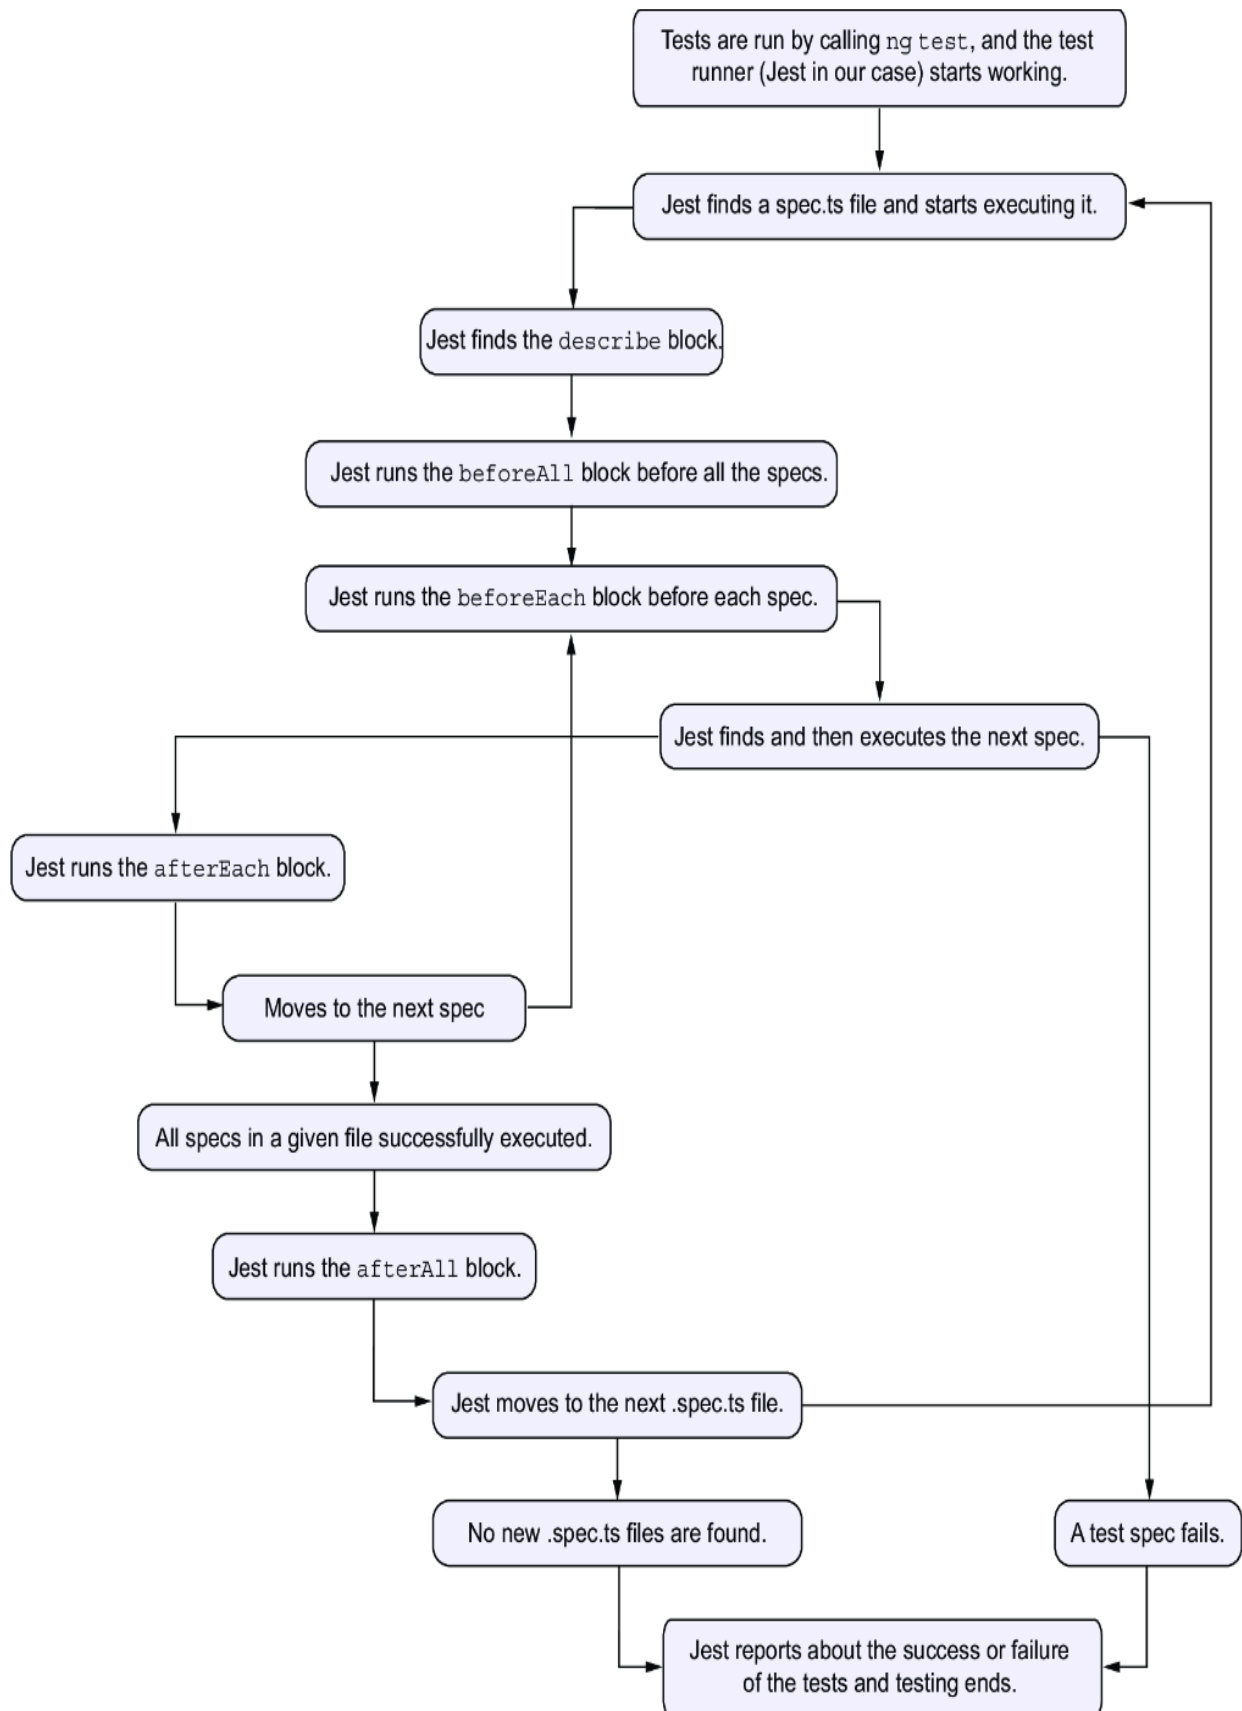 Tests are run by calling ng test, and the test
runner (Jest in our case) starts working.
Jest finds a spec.ts file and starts executing it.
Jest finds the describe block.
Jest runs the beforeAll block before all the specs.
Jest runs the beforeEach block before each spec.
Jest finds and then executes the next spec.
Jest runs the afterEach block.
Moves to the next spec
All specs in a given file successfully executed.
Jest runs the afterAll block.
Jest moves to the next .spec.ts file.
No new .spec.ts files are found.
A test spec fails.
Jest reports about the success or failure
of the tests and testing ends.